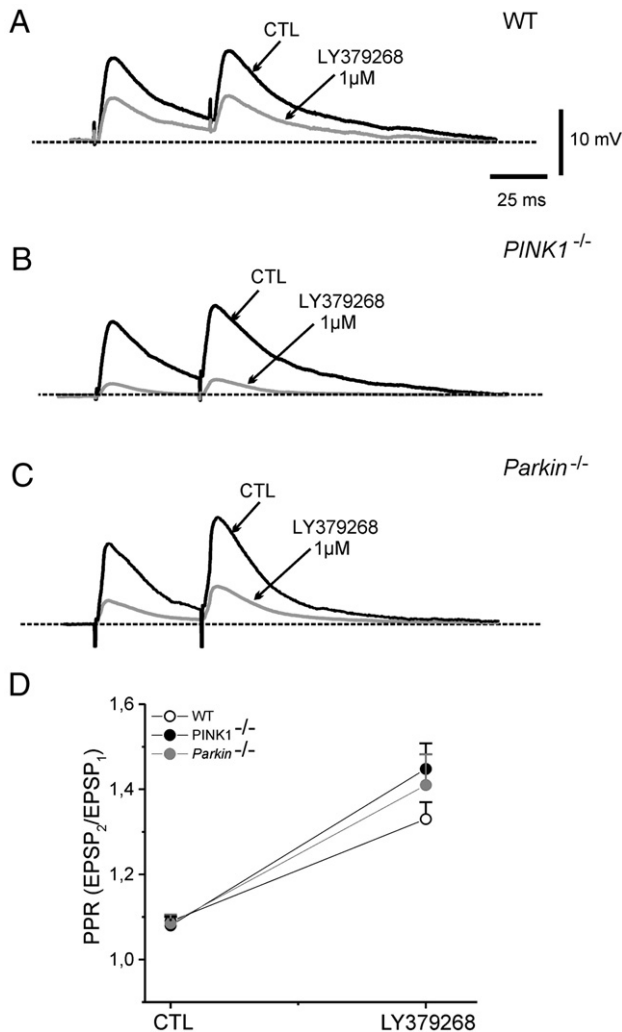 A
WT
CTL
LY379268
1µM
10 mV
25 ms
B
PINK1-/-
CTL
LY379268
1µM
C
Parkin-/-
CTL
LY379268
1µM
D
PPR (EPSP2/EPSP1)
1,6
1,4
1,2
1,0
WT
PINK1-/-
Parkin-/-
CTL
LY379268